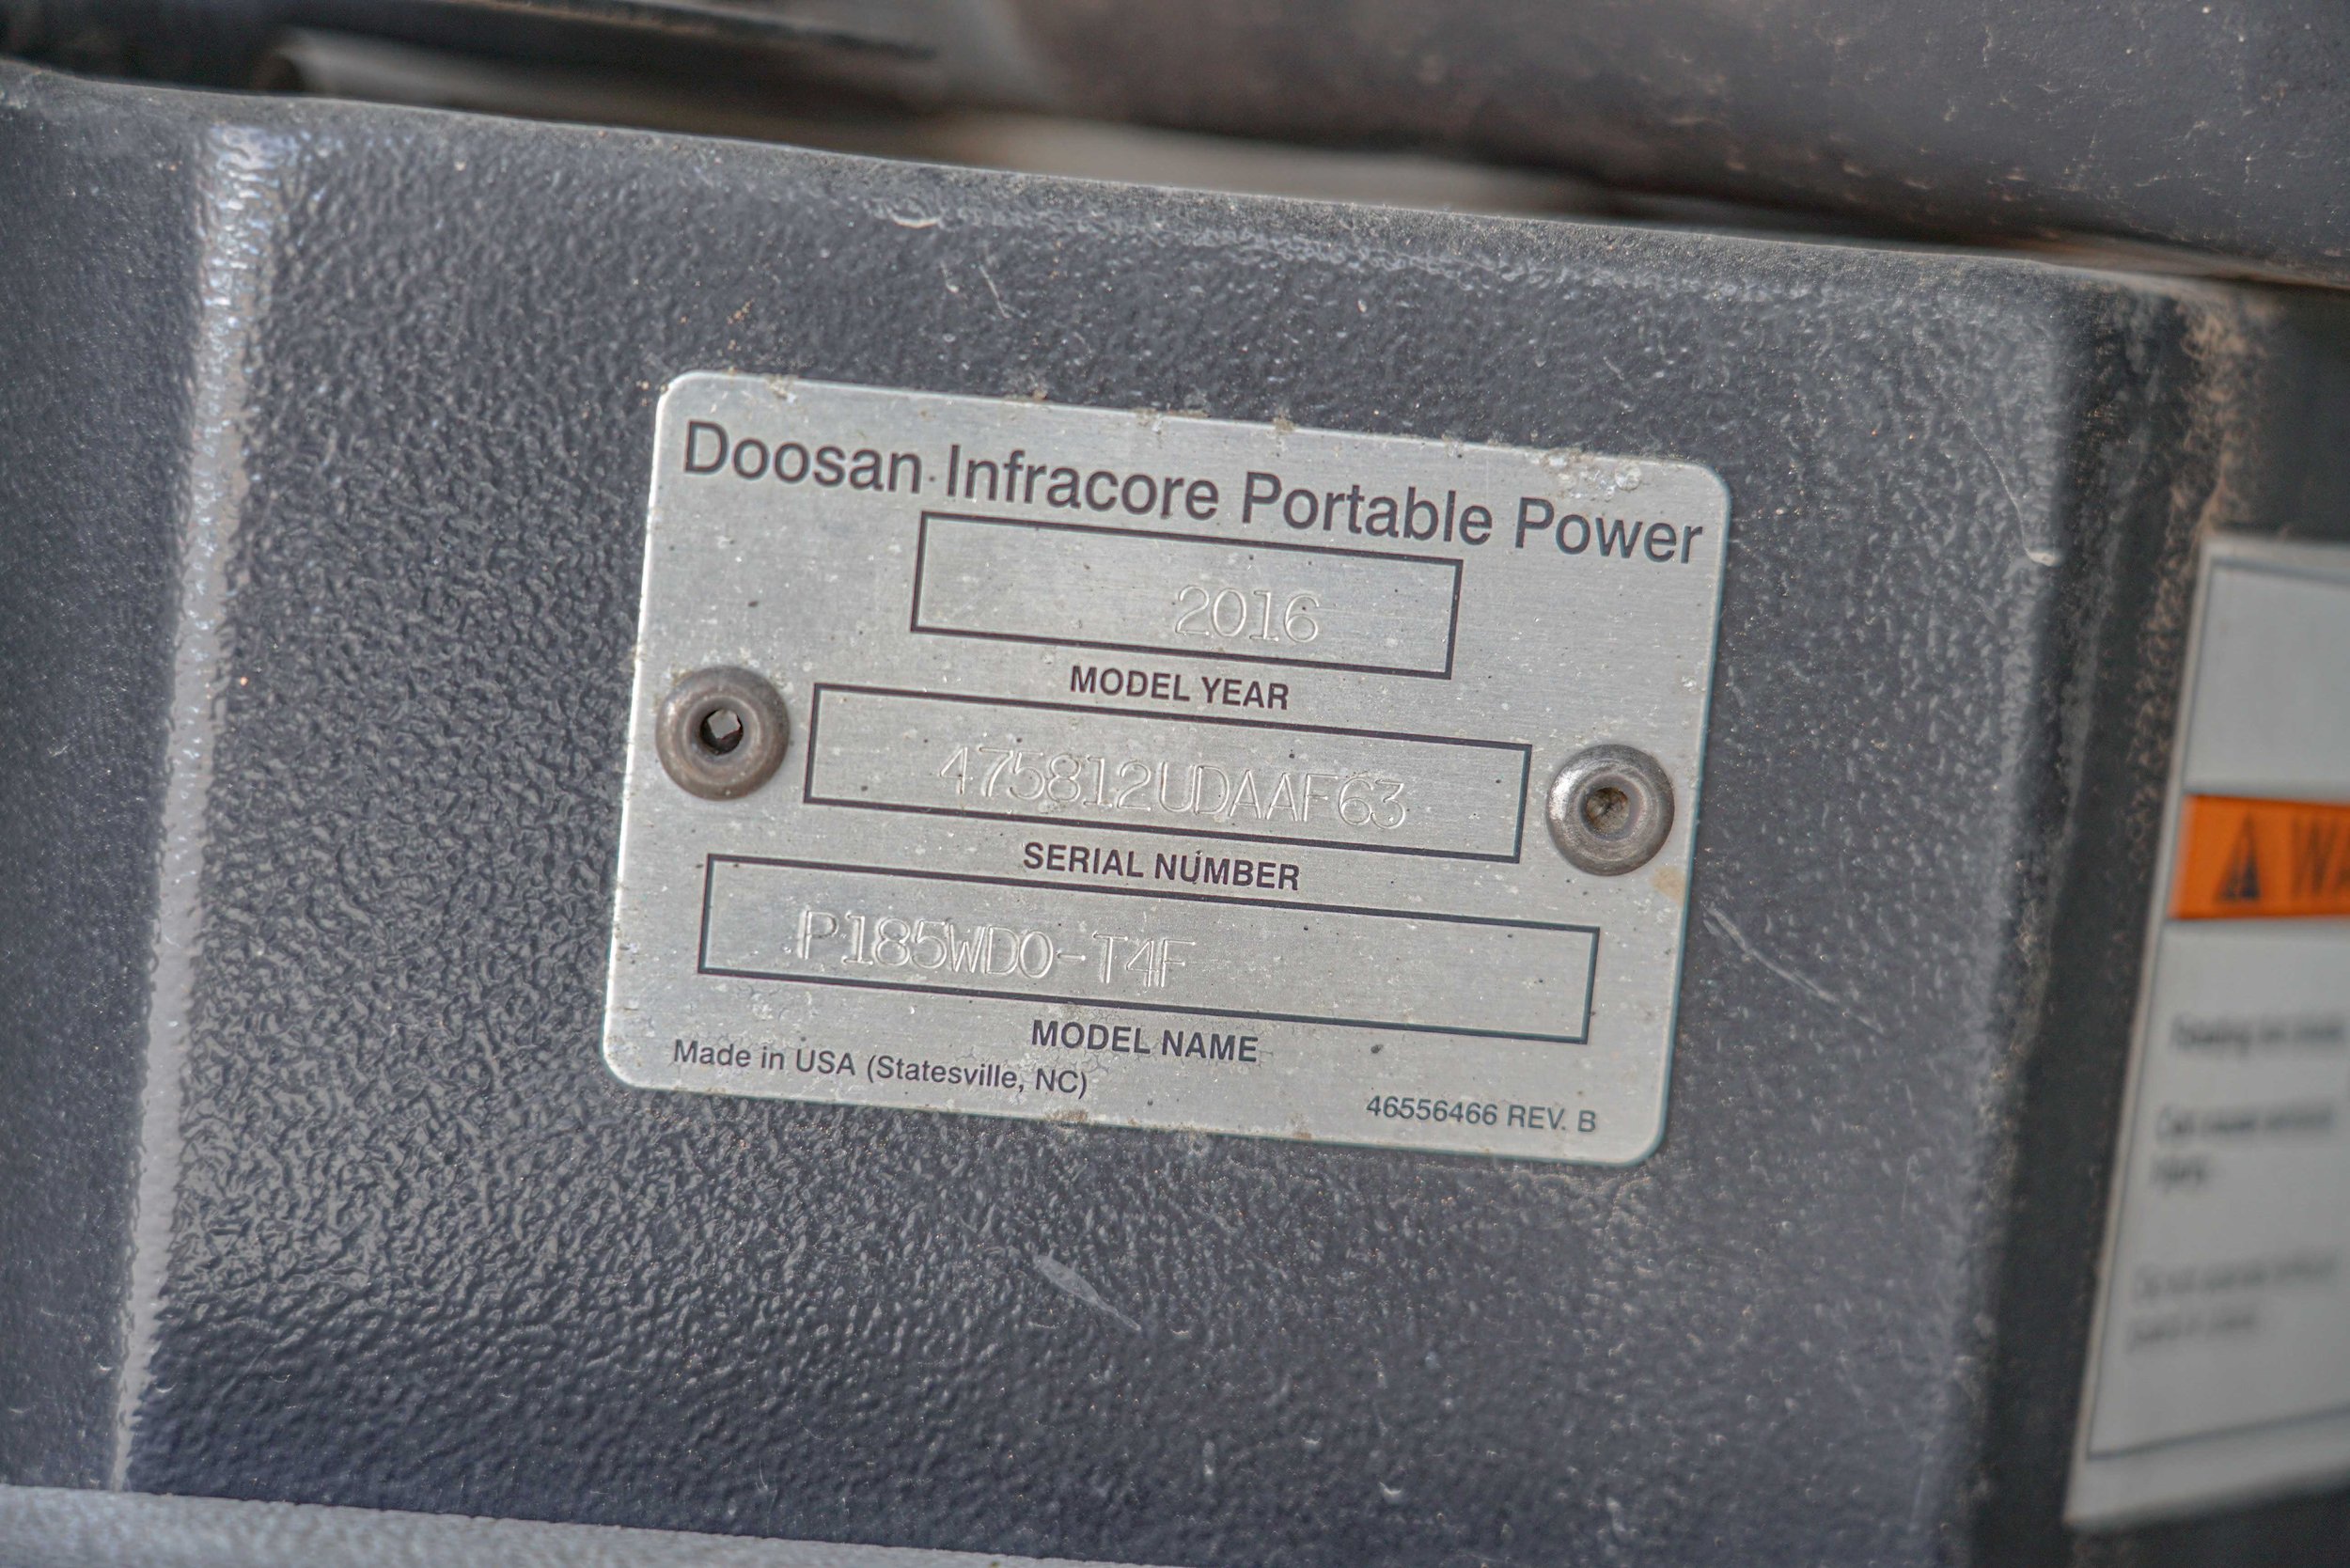 Doosan Infracore Portable Power
2016
MODEL YEAR
475812UDAAF63
SERIAL NUMBER
P185WDO-T4F
MODEL NAME
Made in USA (Statesville, NC)
46556466 REV. B
WA